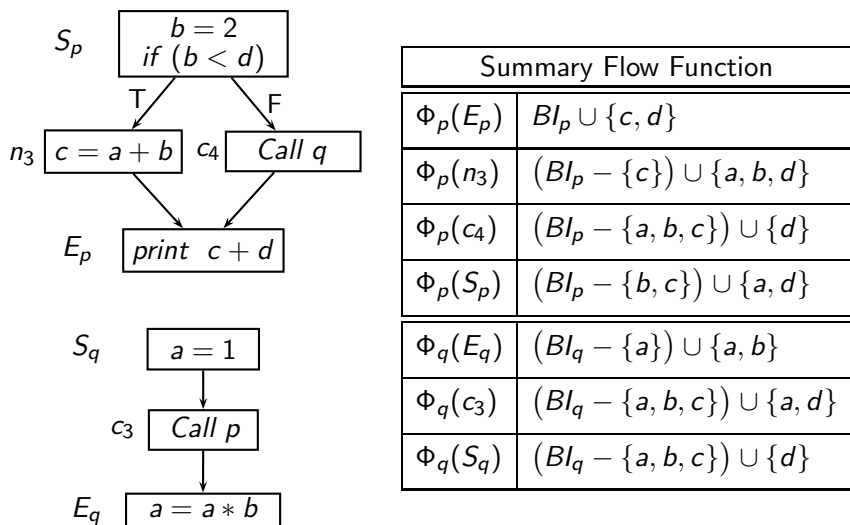 S_p
b = 2
if (b < d)
T
F
n_3
c = a + b
c_4
Call q
E_p
print c + d
S_q
a = 1
c_3
Call p
E_q
a = a ∗ b
Summary Flow Function
Φ_p(E_p) BI_p ∪ {c, d}
Φ_p(n_3) (BI_p − {c}) ∪ {a, b, d}
Φ_p(c_4) (BI_p − {a, b, c}) ∪ {d}
Φ_p(S_p) (BI_p − {b, c}) ∪ {a, d}
Φ_q(E_q) (BI_q − {a}) ∪ {a, b}
Φ_q(c_3) (BI_q − {a, b, c}) ∪ {a, d}
Φ_q(S_q) (BI_q − {a, b, c}) ∪ {d}